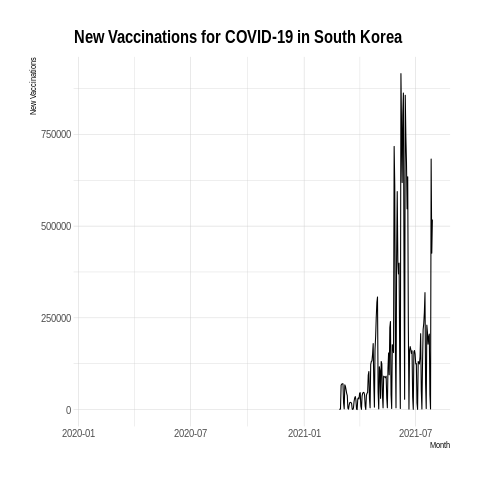 New Vaccinations for COVID-19 in South Korea
New Vaccinations
750000
500000
250000
0
2020-01 2020-07 2021-01 2021-07
Month